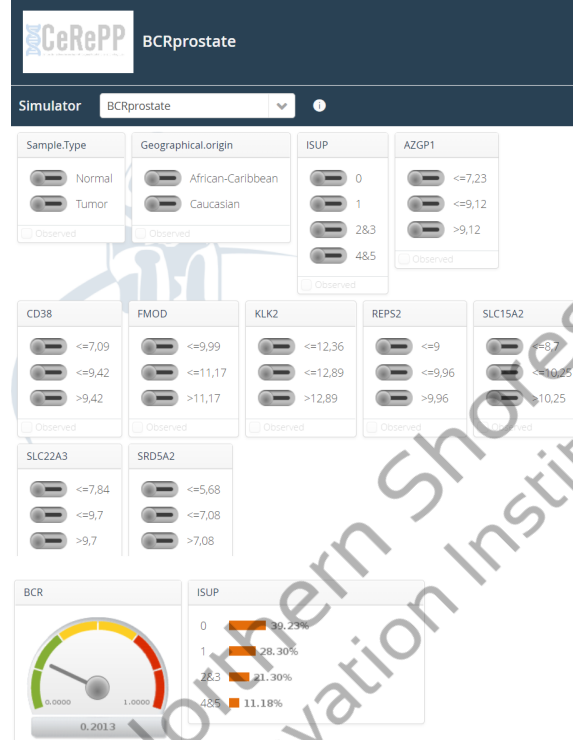 CeRePP
BCRprostate
Simulator BCRprostate i
Sample.Type Geographical.origin ISUP AZGP1
Normal African-Caribbean 0 <=7,23
Tumor Caucasian 1 <=9,12
2&3 >9,12
Observed Observed 4&5 Observed
Observed
CD38 FMOD KLK2 REPS2 SLC15A2
<=7,09 <=9,99 <=12,36 <=9 <=8,7
<=9,42 <=11,17 <=12,89 <=9,96 <=10,25
>9,42 >11,17 >12,89 >9,96 >10,25
Observed Observed Observed Observed Observed
SLC22A3 SRD5A2
<=7,84 <=5,68
<=9,7 <=7,08
>9,7 >7,08
BCR ISUP
0 39.23%
1 28.30%
2&3 21.30%
4&5 11.18%
0.0000 1.0000
0.2013